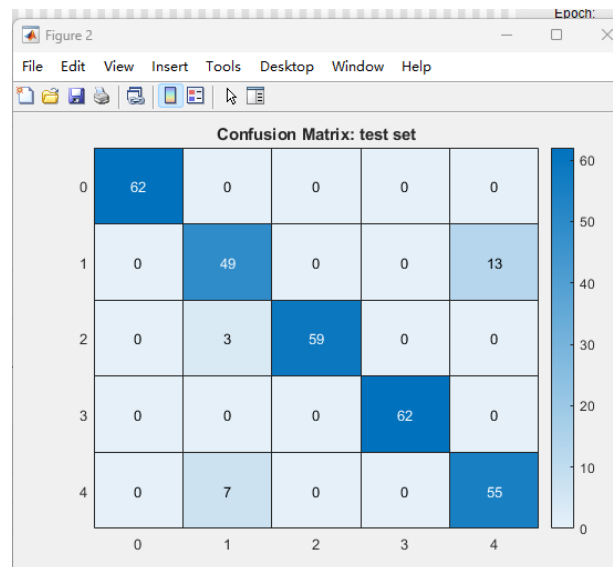 Epoch:
Figure 2
File Edit View Insert Tools Desktop Window Help
Confusion Matrix: test set
0 62 0 0 0 0
1 0 49 0 0 13
2 0 3 59 0 0
3 0 0 0 62 0
4 0 7 0 0 55
0 1 2 3 4
60
50
40
30
20
10
0